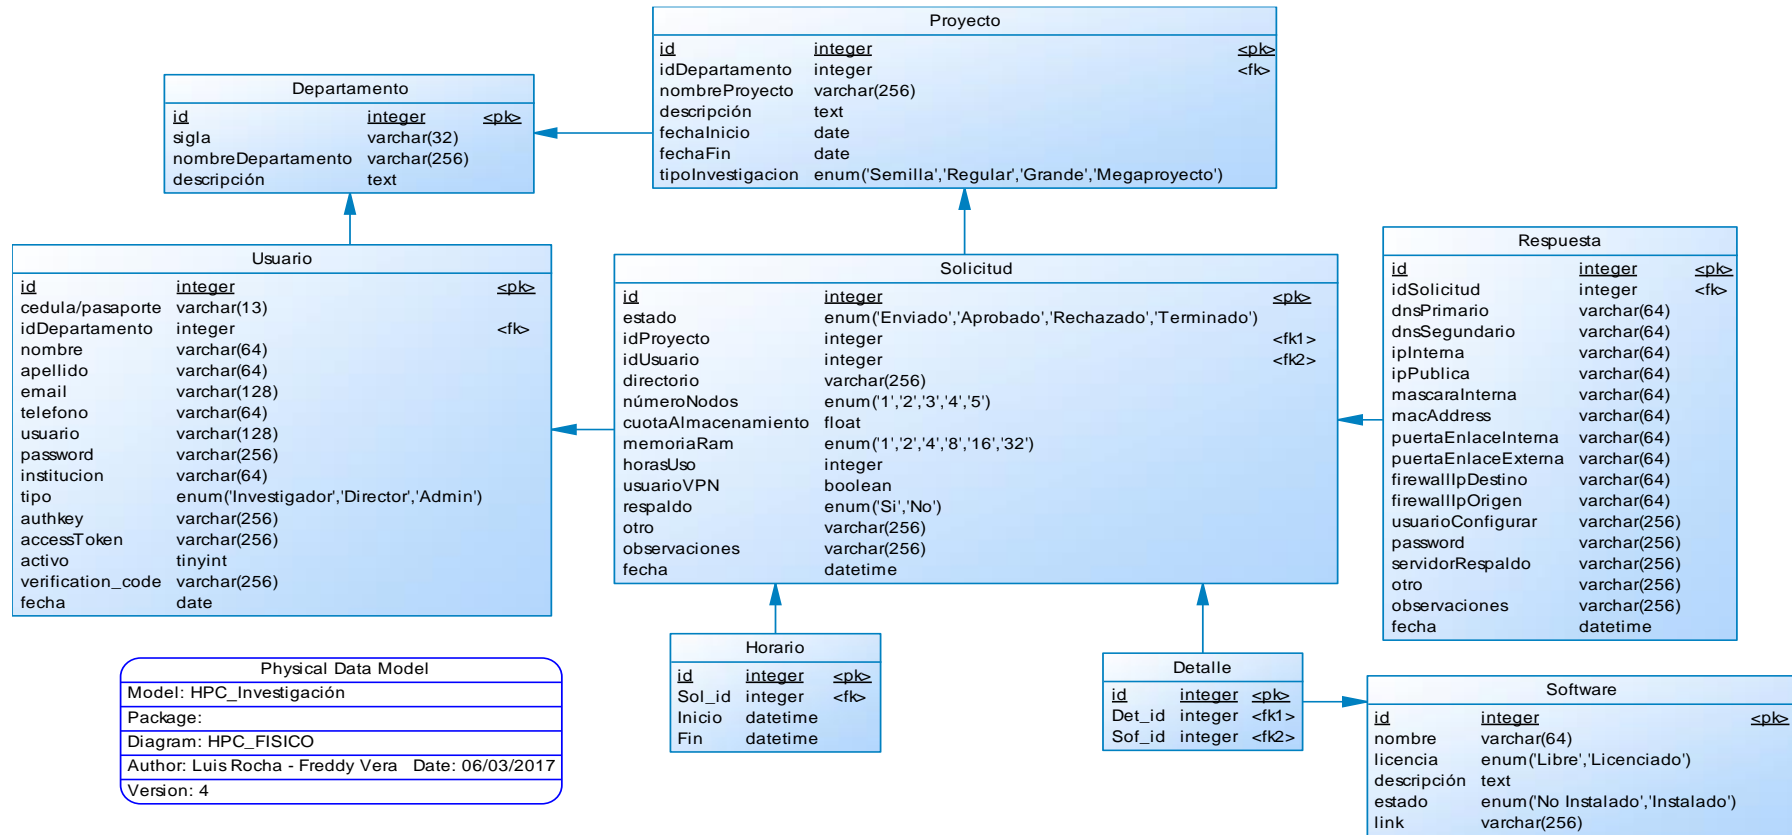 Proyecto
id integer <pk>
idDepartamento integer <fk>
nombreProyecto varchar(256)
descripción text
fechaInicio date
fechaFin date
tipoInvestigacion enum('Semilla','Regular','Grande','Megaproyecto')
Departamento
id integer <pk>
sigla varchar(32)
nombreDepartamento varchar(256)
descripción text
Usuario
id integer <pk>
cedula/pasaporte varchar(13)
idDepartamento integer <fk>
nombre varchar(64)
apellido varchar(64)
email varchar(128)
telefono varchar(64)
usuario varchar(128)
password varchar(256)
institucion varchar(64)
tipo enum('Investigador','Director','Admin')
authkey varchar(256)
accessToken varchar(256)
activo tinyint
verification_code varchar(256)
fecha date
Solicitud
id integer <pk>
estado enum('Enviado','Aprobado','Rechazado','Terminado')
idProyecto integer <fk1>
idUsuario integer <fk2>
directorio varchar(256)
númeroNodos enum('1','2','3','4','5')
cuotaAlmacenamiento float
memoriaRam enum('1','2','4','8','16','32')
horasUso integer
usuarioVPN boolean
respaldo enum('Si','No')
otro varchar(256)
observaciones varchar(256)
fecha datetime
Respuesta
id integer <pk>
idSolicitud integer <fk>
dnsPrimario varchar(64)
dnsSegundario varchar(64)
ipInterna varchar(64)
ipPublica varchar(64)
mascaraInterna varchar(64)
macAddress varchar(64)
puertaEnlaceInterna varchar(64)
puertaEnlaceExterna varchar(64)
firewallIpDestino varchar(64)
firewallIpOrigen varchar(64)
usuarioConfigurar varchar(256)
password varchar(256)
servidorRespaldo varchar(256)
otro varchar(256)
observaciones varchar(256)
fecha datetime
Horario
id integer <pk>
Sol_id integer <fk>
Inicio datetime
Fin datetime
Detalle
id integer <pk>
Det_id integer <fk1>
Sof_id integer <fk2>
Software
id integer <pk>
nombre varchar(64)
licencia enum('Libre','Licenciado')
descripción text
estado enum('No Instalado','Instalado')
link varchar(256)
Physical Data Model
Model: HPC_Investigación
Package:
Diagram: HPC_FISICO
Author: Luis Rocha - Freddy Vera Date: 06/03/2017
Version: 4